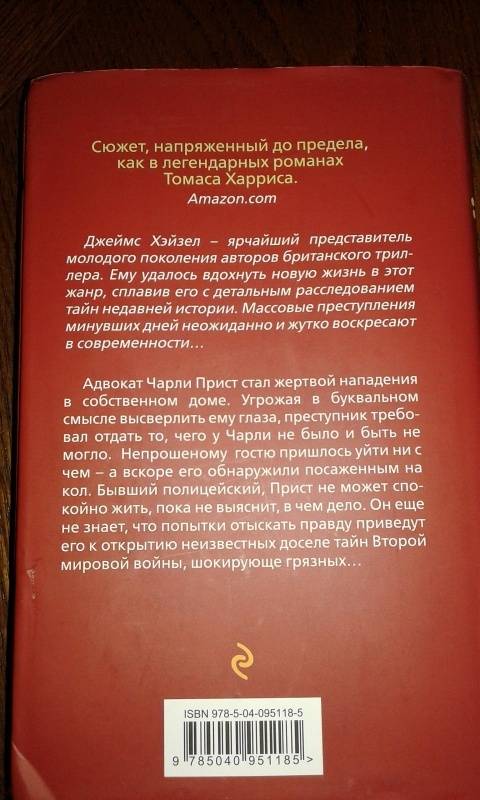 Сюжет, напряженный до предела,
как в легендарных романах
Томаса Харриса.
Amazon.com
Джеймс Хэйзел – ярчайший представитель
молодого поколения авторов британского трил-
лера. Ему удалось вдохнуть новую жизнь в этот
жанр, сплавив его с детальным расследованием
тайн недавней истории. Массовые преступления
минувших дней неожиданно и жутко воскресают
в современности…
Адвокат Чарли Прист стал жертвой нападения
в собственном доме. Угрожая в буквальном
смысле высверлить ему глаза, преступник требо-
вал отдать то, чего у Чарли не было и быть не
могло. Непрошеному гостю пришлось уйти ни с
чем – а вскоре его обнаружили посаженным на
кол. Бывший полицейский, Прист не может спо-
койно жить, пока не выяснит, в чем дело. Он еще
не знает, что попытки отыскать правду приведут
его к открытию неизвестных доселе тайн Второй
мировой войны, шокирующе грязных…
ISBN 978-5-04-095118-5
9 785040 951185 >